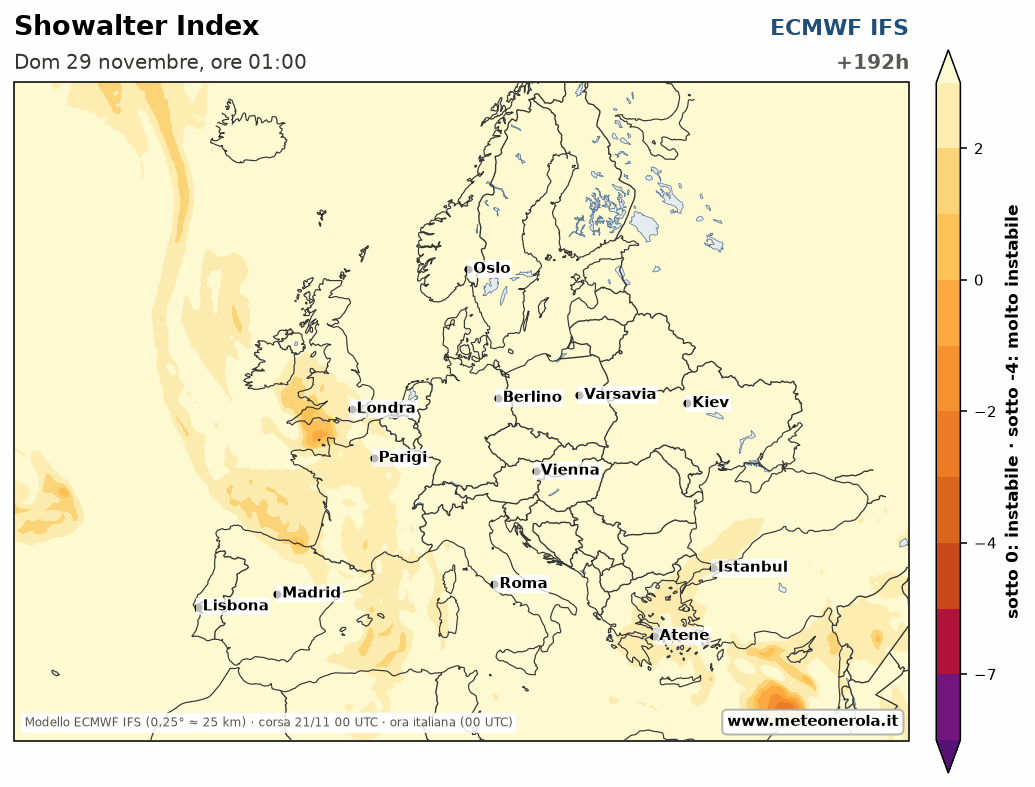 Showalter Index
ECMWF IFS
Dom 29 novembre, ore 01:00
+192h
Oslo
Londra
Berlino
Varsavia
Kiev
Parigi
Vienna
Istanbul
Roma
Madrid
Lisbona
Atene
2
0
−2
−4
−7
sotto 0: instabile · sotto -4: molto instabile
Modello ECMWF IFS (0,25° ≈ 25 km) · corsa 21/11 00 UTC · ora italiana (00 UTC)
www.meteonerola.it